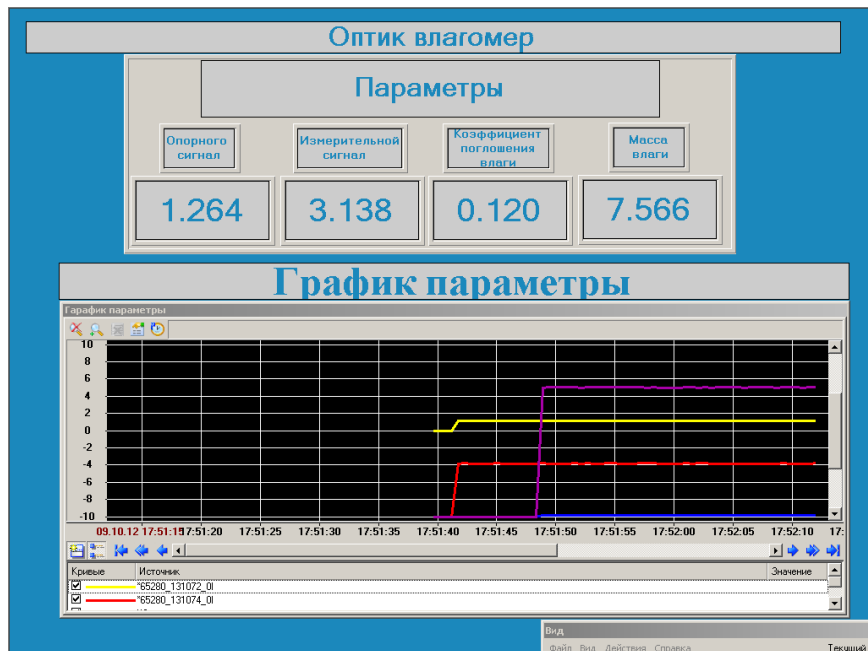 Оптик влагомер
Параметры
Опорного сигнал
Измерительной сигнал
Коэффициент поглошения влаги
Масса влаги
1.264 3.138 0.120 7.566
График параметры
Гарафик параметры
10
8
6
4
2
0
-2
-4
-6
-8
-10
09.10.12 17:51:15 17:51:20 17:51:25 17:51:30 17:51:35 17:51:40 17:51:45 17:51:50 17:51:55 17:52:00 17:52:05 17:52:10 17:
Кривые Источник Значение
*65280_131072_0I
*65280_131074_0I
Вид
Файл Вид Действия Справка Текущий